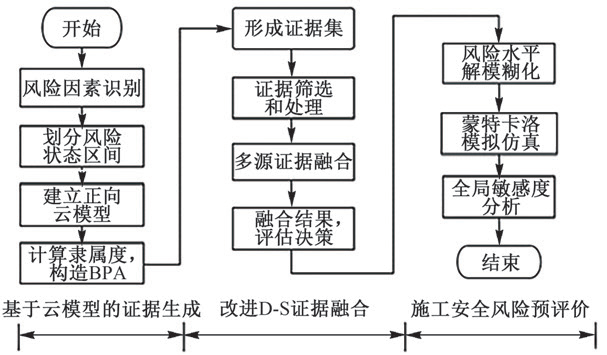 开始
风险因素识别
划分风险
状态区间
建立正向
云模型
计算隶属度，
构造BPA
形成证据集
证据筛选
和处理
多源证据融合
融合结果，
评估决策
风险水平
解模糊化
蒙特卡洛
模拟仿真
全局敏感度
分析
结束
基于云模型的证据生成
改进D-S证据融合
施工安全风险预评价